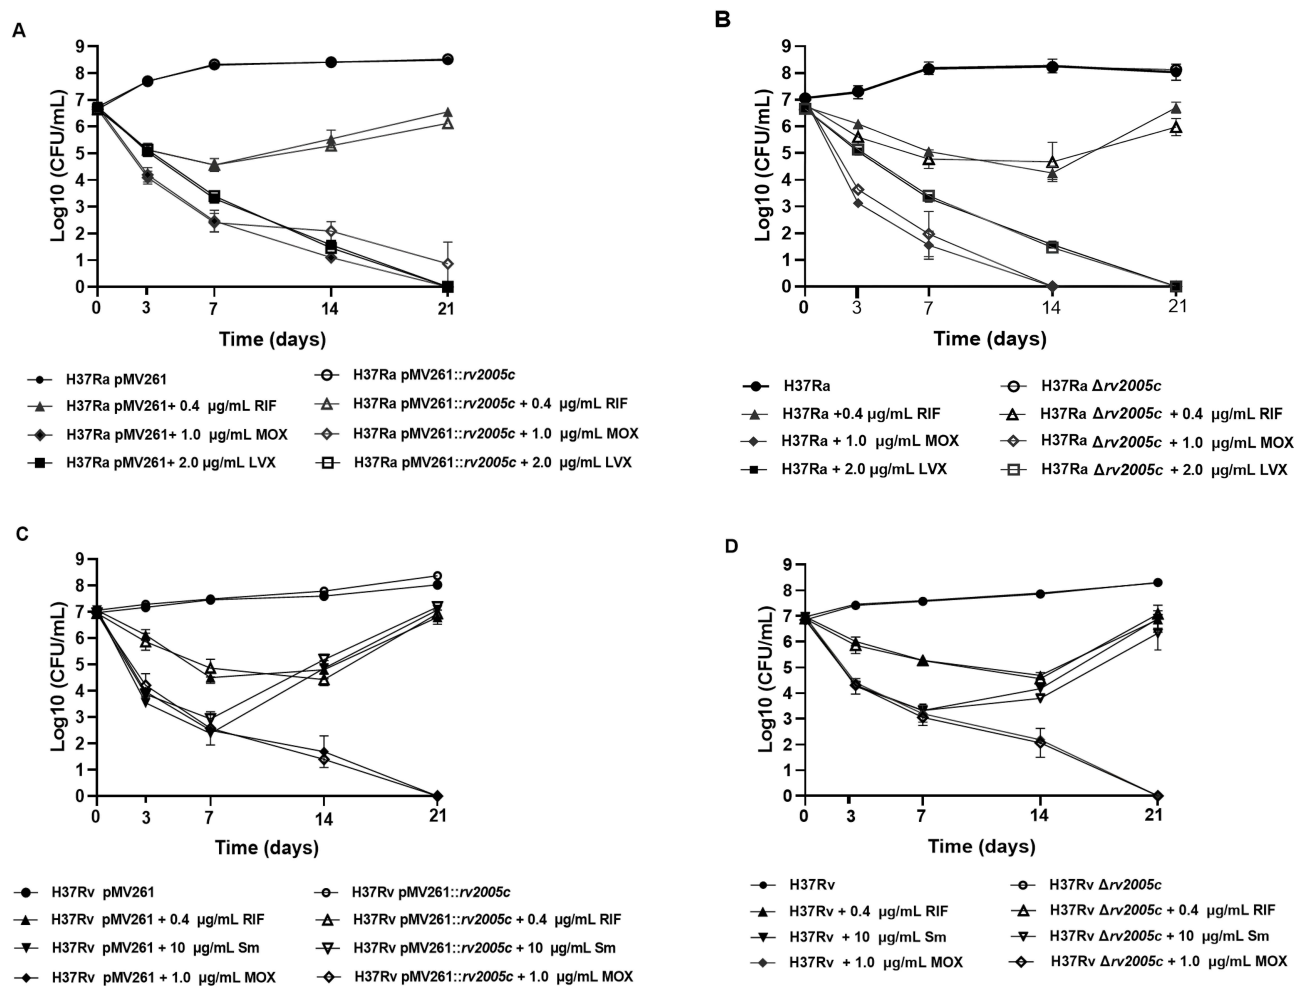 A
Log10 (CFU/mL)
9
8
7
6
5
4
3
2
1
0
0 3 7 14 21
Time (days)
H37Ra pMV261
H37Ra pMV261::rv2005c
H37Ra pMV261+ 0.4 µg/mL RIF
H37Ra pMV261::rv2005c + 0.4 µg/mL RIF
H37Ra pMV261+ 1.0 µg/mL MOX
H37Ra pMV261::rv2005c + 1.0 µg/mL MOX
H37Ra pMV261+ 2.0 µg/mL LVX
H37Ra pMV261::rv2005c + 2.0 µg/mL LVX
B
Log10 (CFU/mL)
9
8
7
6
5
4
3
2
1
0
0 3 7 14 21
Time (days)
H37Ra
H37Ra Δrv2005c
H37Ra +0.4 µg/mL RIF
H37Ra Δrv2005c + 0.4 µg/mL RIF
H37Ra + 1.0 µg/mL MOX
H37Ra Δrv2005c + 1.0 µg/mL MOX
H37Ra + 2.0 µg/mL LVX
H37Ra Δrv2005c + 2.0 µg/mL LVX
C
Log10 (CFU/mL)
9
8
7
6
5
4
3
2
1
0
0 3 7 14 21
Time (days)
H37Rv pMV261
H37Rv pMV261::rv2005c
H37Rv pMV261 + 0.4 µg/mL RIF
H37Rv pMV261::rv2005c + 0.4 µg/mL RIF
H37Rv pMV261 + 10 µg/mL Sm
H37Rv pMV261::rv2005c + 10 µg/mL Sm
H37Rv pMV261 + 1.0 µg/mL MOX
H37Rv pMV261::rv2005c + 1.0 µg/mL MOX
D
Log10 (CFU/mL)
9
8
7
6
5
4
3
2
1
0
0 3 7 14 21
Time (days)
H37Rv
H37Rv Δrv2005c
H37Rv + 0.4 µg/mL RIF
H37Rv Δrv2005c + 0.4 µg/mL RIF
H37Rv + 10 µg/mL Sm
H37Rv Δrv2005c + 10 µg/mL Sm
H37Rv + 1.0 µg/mL MOX
H37Rv Δrv2005c + 1.0 µg/mL MOX